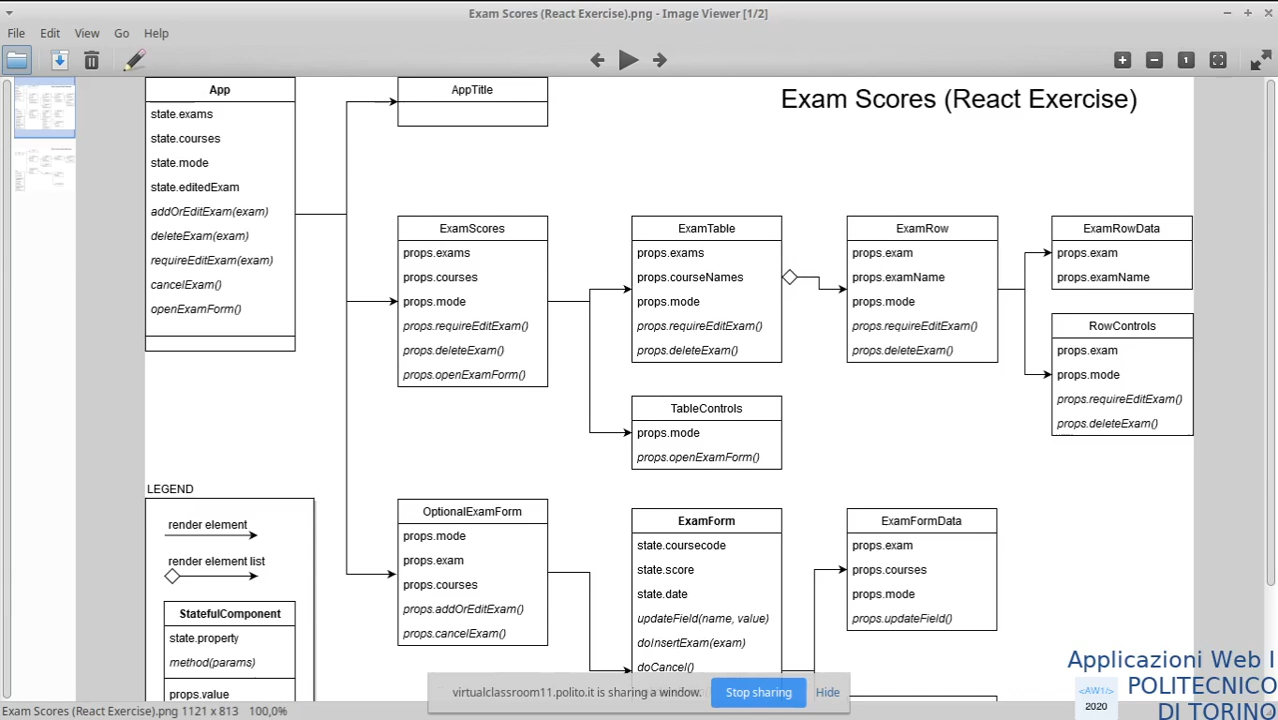 Exam Scores (React Exercise).png - Image Viewer [1/2]
File Edit View Go Help
Exam Scores (React Exercise)
App
state.exams
state.courses
state.mode
state.editedExam
addOrEditExam(exam)
deleteExam(exam)
requireEditExam(exam)
cancelExam()
openExamForm()
AppTitle
ExamScores
props.exams
props.courses
props.mode
props.requireEditExam()
props.deleteExam()
props.openExamForm()
ExamTable
props.exams
props.courseNames
props.mode
props.requireEditExam()
props.deleteExam()
ExamRow
props.exam
props.examName
props.mode
props.requireEditExam()
props.deleteExam()
ExamRowData
props.exam
props.examName
RowControls
props.exam
props.mode
props.requireEditExam()
props.deleteExam()
TableControls
props.mode
props.openExamForm()
LEGEND
render element
render element list
StatefulComponent
state.property
method(params)
props.value
OptionalExamForm
props.mode
props.exam
props.courses
props.addOrEditExam()
props.cancelExam()
ExamForm
state.coursecode
state.score
state.date
updateField(name, value)
doInsertExam(exam)
doCancel()
ExamFormData
props.exam
props.courses
props.mode
props.updateField()
virtualclassroom11.polito.it is sharing a window. Stop sharing Hide
Applicazioni Web I
POLITECNICO
DI TORINO
<AW1/>
2020
Exam Scores (React Exercise).png 1121 x 813 100,0%